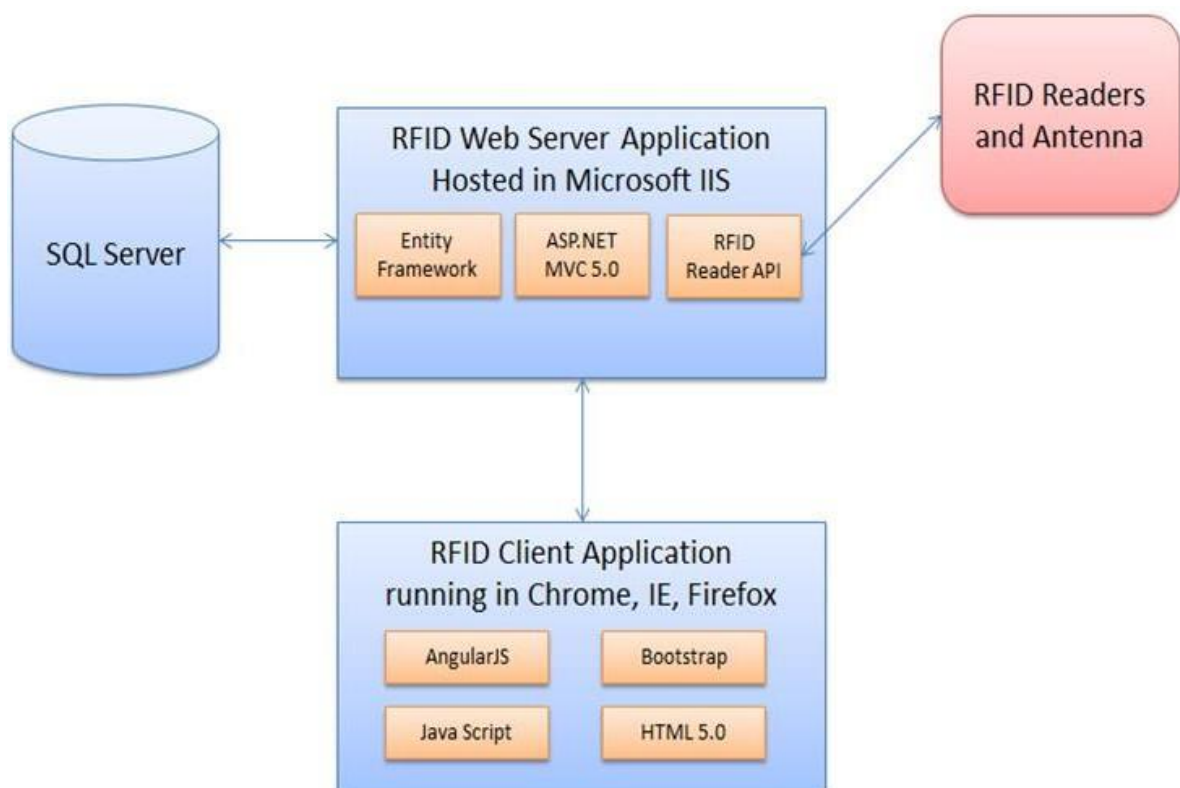 SQL Server
RFID Web Server Application
Hosted in Microsoft IIS
Entity
Framework
ASP.NET
MVC 5.0
RFID
Reader API
RFID Readers
and Antenna
RFID Client Application
running in Chrome, IE, Firefox
AngularJS
Bootstrap
Java Script
HTML 5.0